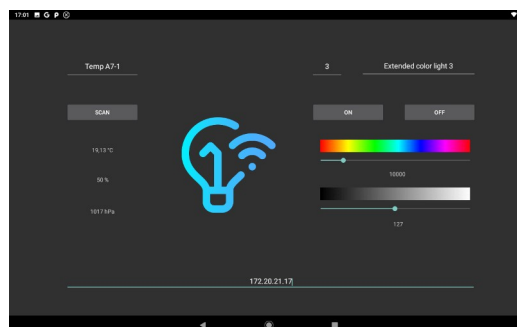 17:01
Temp A7-1
3
Extended color light 3
SCAN
ON
OFF
19,13 °C
50 %
1017 hPa
10000
127
172.20.21.17